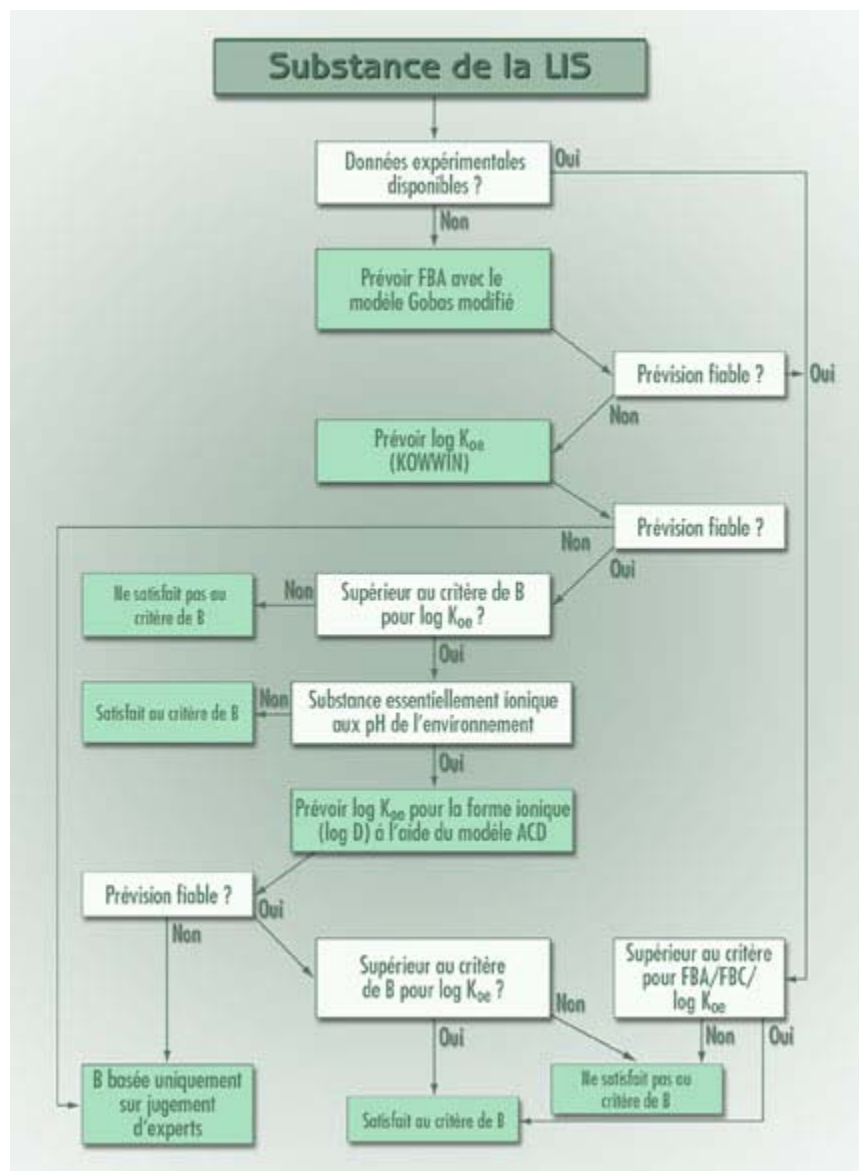 Substance de la LIS
Données expérimentales
disponibles ?
Oui
Non
Prévoir FBA avec le
modèle Gobas modifié
Prévision fiable ?
Oui
Non
Prévoir log Koe
(KOWWIN)
Prévision fiable ?
Non
Oui
Ne satisfait pas au
critère de B
Non
Supérieur au critère de B
pour log Koe ?
Oui
Satisfait au critère de B
Non
Substance essentiellement ionique
aux pH de l'environnement
Oui
Prévoir log Koe pour la forme ionique
(log D) à l'aide du modèle ACD
Prévision fiable ?
Oui
Non
Supérieur au critère
de B pour log Koe ?
Non
Oui
Supérieur au critère
pour FBA/FBC/
log Koe
Non
Oui
B basée uniquement
sur jugement
d'experts
Satisfait au critère de B
Ne satisfait pas au
critère de B